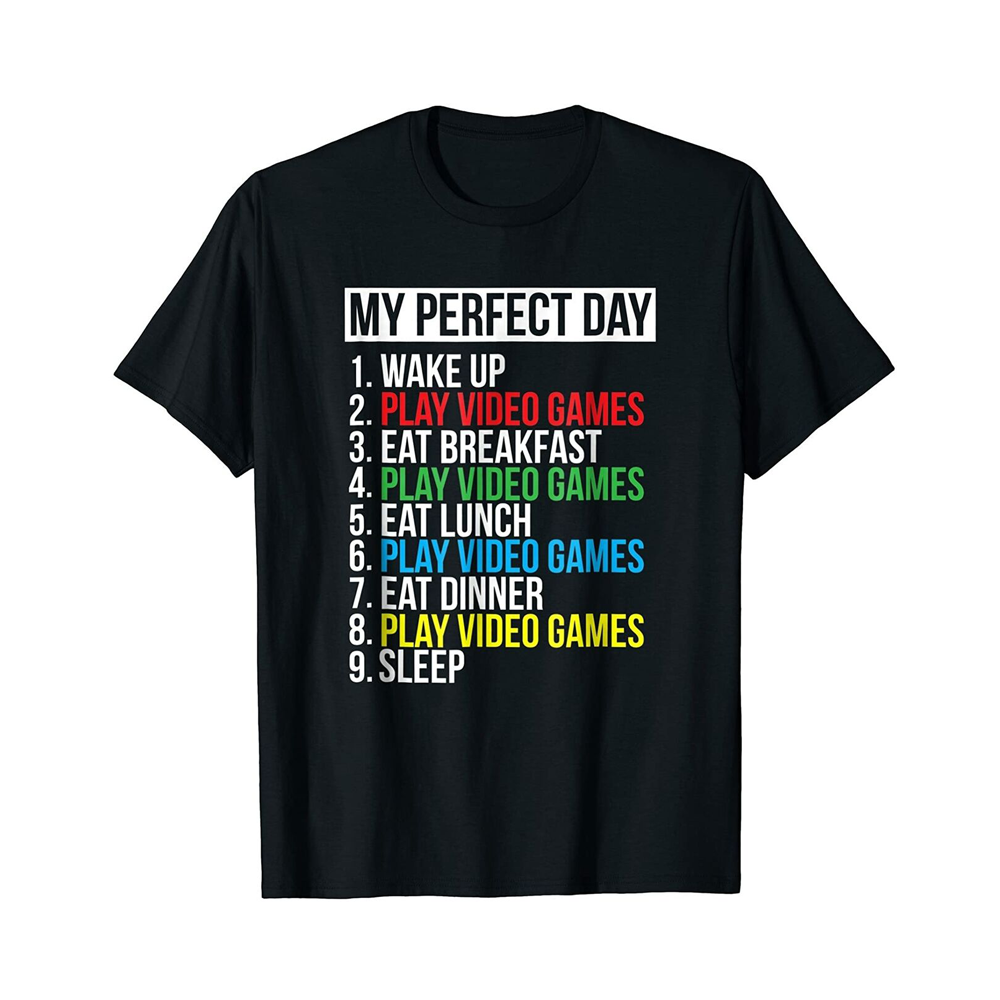 MY PERFECT DAY
1. WAKE UP
2. PLAY VIDEO GAMES
3. EAT BREAKFAST
4. PLAY VIDEO GAMES
5. EAT LUNCH
6. PLAY VIDEO GAMES
7. EAT DINNER
8. PLAY VIDEO GAMES
9. SLEEP